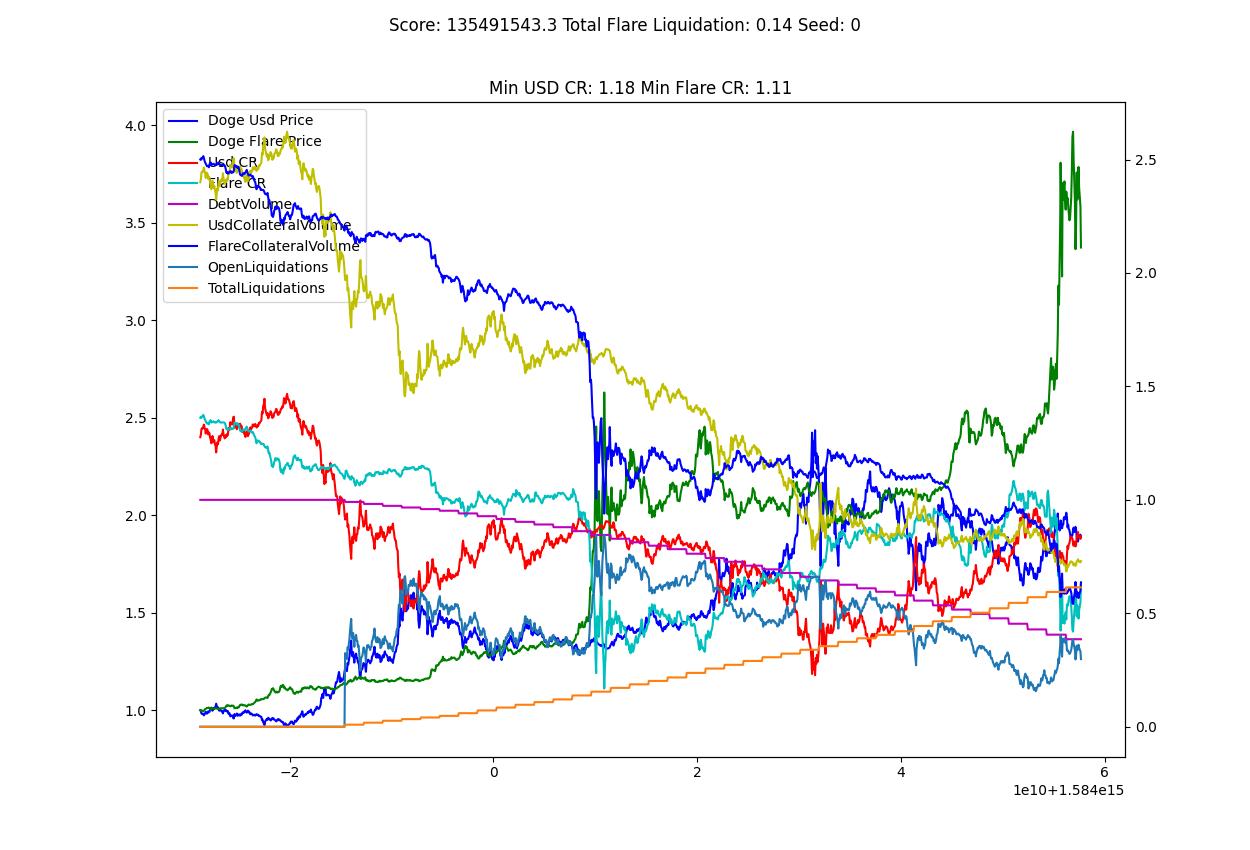 Score: 135491543.3 Total Flare Liquidation: 0.14 Seed: 0
Min USD CR: 1.18 Min Flare CR: 1.11
Doge Usd Price
Doge Flare Price
Usd CR
Flare CR
DebtVolume
UsdCollateralVolume
FlareCollateralVolume
OpenLiquidations
TotalLiquidations
4.0
3.5
3.0
2.5
2.0
1.5
1.0
2.5
2.0
1.5
1.0
0.5
0.0
−2
0
2
4
6
1e10+1.584e15